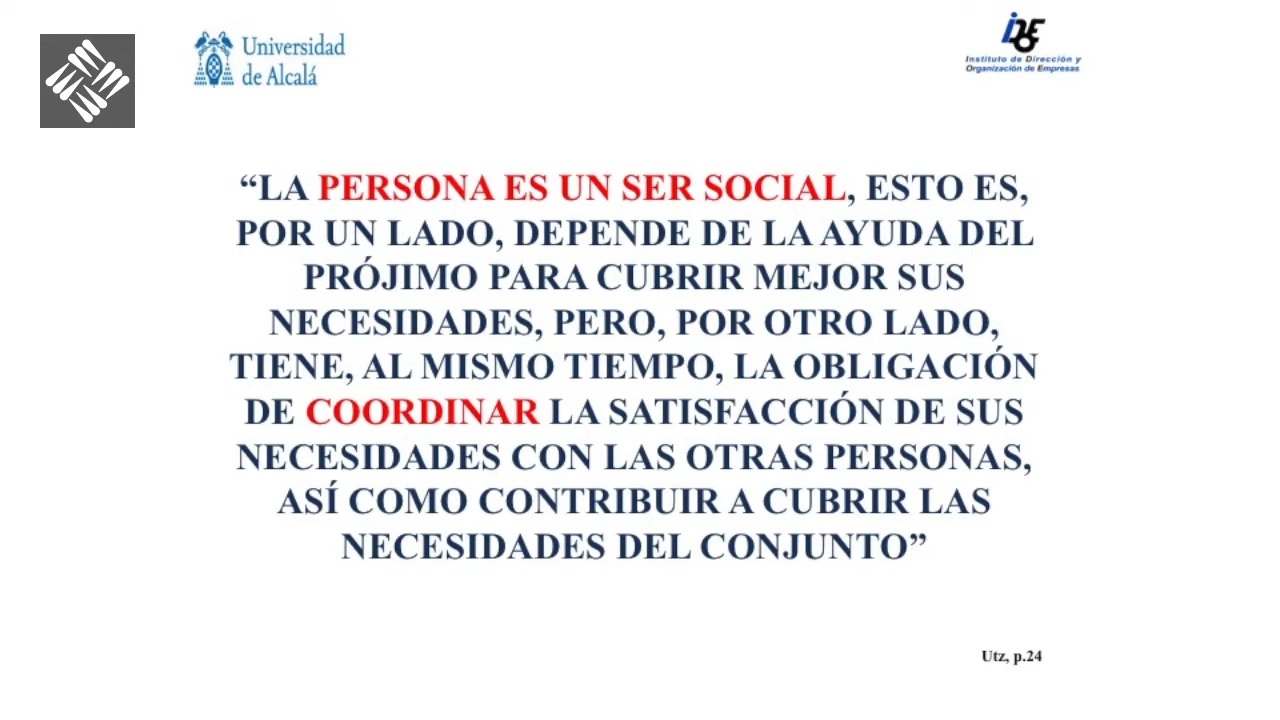 Universidad
de Alcalá
Instituto de Dirección y
Organización de Empresas
“LA PERSONA ES UN SER SOCIAL, ESTO ES,
POR UN LADO, DEPENDE DE LA AYUDA DEL
PRÓJIMO PARA CUBRIR MEJOR SUS
NECESIDADES, PERO, POR OTRO LADO,
TIENE, AL MISMO TIEMPO, LA OBLIGACIÓN
DE COORDINAR LA SATISFACCIÓN DE SUS
NECESIDADES CON LAS OTRAS PERSONAS,
ASÍ COMO CONTRIBUIR A CUBRIR LAS
NECESIDADES DEL CONJUNTO”
Utz, p.24